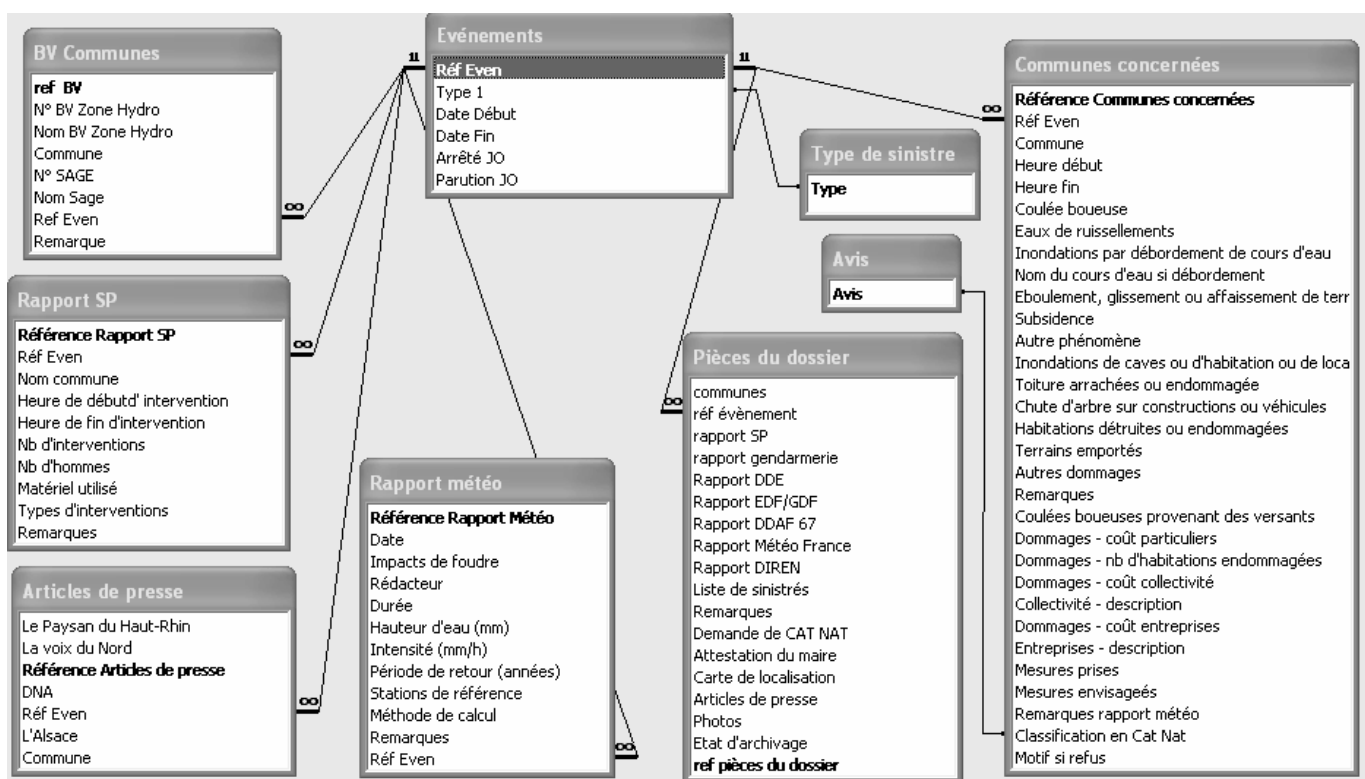 BV Communes
ref BV
N° BV Zone Hydro
Nom BV Zone Hydro
Commune
N° SAGE
Nom Sage
Ref Even
Remarque
Evénements
Réf Even
Type 1
Date Début
Date Fin
Arrêté JO
Parution JO
1
1
∞
∞
∞
∞
∞
∞
Type de sinistre
Type
Avis
Avis
Communes concernées
Référence Communes concernées
Réf Even
Commune
Heure début
Heure fin
Coulée boueuse
Eaux de ruissellements
Inondations par débordement de cours d'eau
Nom du cours d'eau si débordement
Eboulement, glissement ou affaissement de terr
Subsidence
Autre phénomène
Inondations de caves ou d'habitation ou de loca
Toiture arrachées ou endommagée
Chute d'arbre sur constructions ou véhicules
Habitations détruites ou endommagées
Terrains emportés
Autres dommages
Remarques
Coulées boueuses provenant des versants
Dommages - coût particuliers
Dommages - nb d'habitations endommagées
Dommages - coût collectivité
Collectivité - description
Dommages - coût entreprises
Entreprises - description
Mesures prises
Mesures envisageés
Remarques rapport météo
Classification en Cat Nat
Motif si refus
Rapport SP
Référence Rapport SP
Réf Even
Nom commune
Heure de débutd' intervention
Heure de fin d'intervention
Nb d'interventions
Nb d'hommes
Matériel utilisé
Types d'interventions
Remarques
Articles de presse
Le Paysan du Haut-Rhin
La voix du Nord
Référence Articles de presse
DNA
Réf Even
L'Alsace
Commune
Rapport météo
Référence Rapport Météo
Date
Impacts de foudre
Rédacteur
Durée
Hauteur d'eau (mm)
Intensité (mm/h)
Période de retour (années)
Stations de référence
Méthode de calcul
Remarques
Réf Even
Pièces du dossier
communes
réf évènement
rapport SP
rapport gendarmerie
Rapport DDE
Rapport EDF/GDF
Rapport DDAF 67
Rapport Météo France
Rapport DIREN
Liste de sinistrés
Remarques
Demande de CAT NAT
Attestation du maire
Carte de localisation
Articles de presse
Photos
Etat d'archivage
ref pièces du dossier